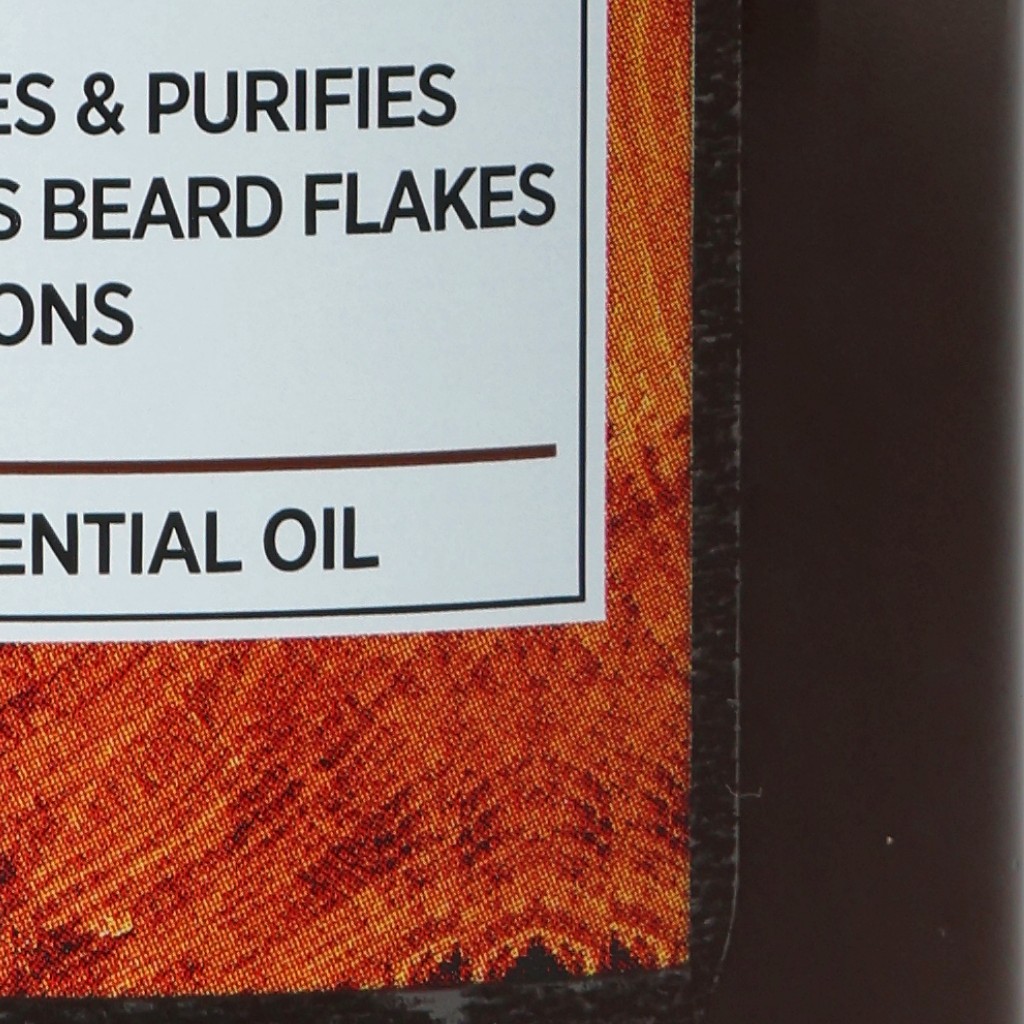 ES & PURIFIES
S BEARD FLAKES
ONS
ENTIAL OIL